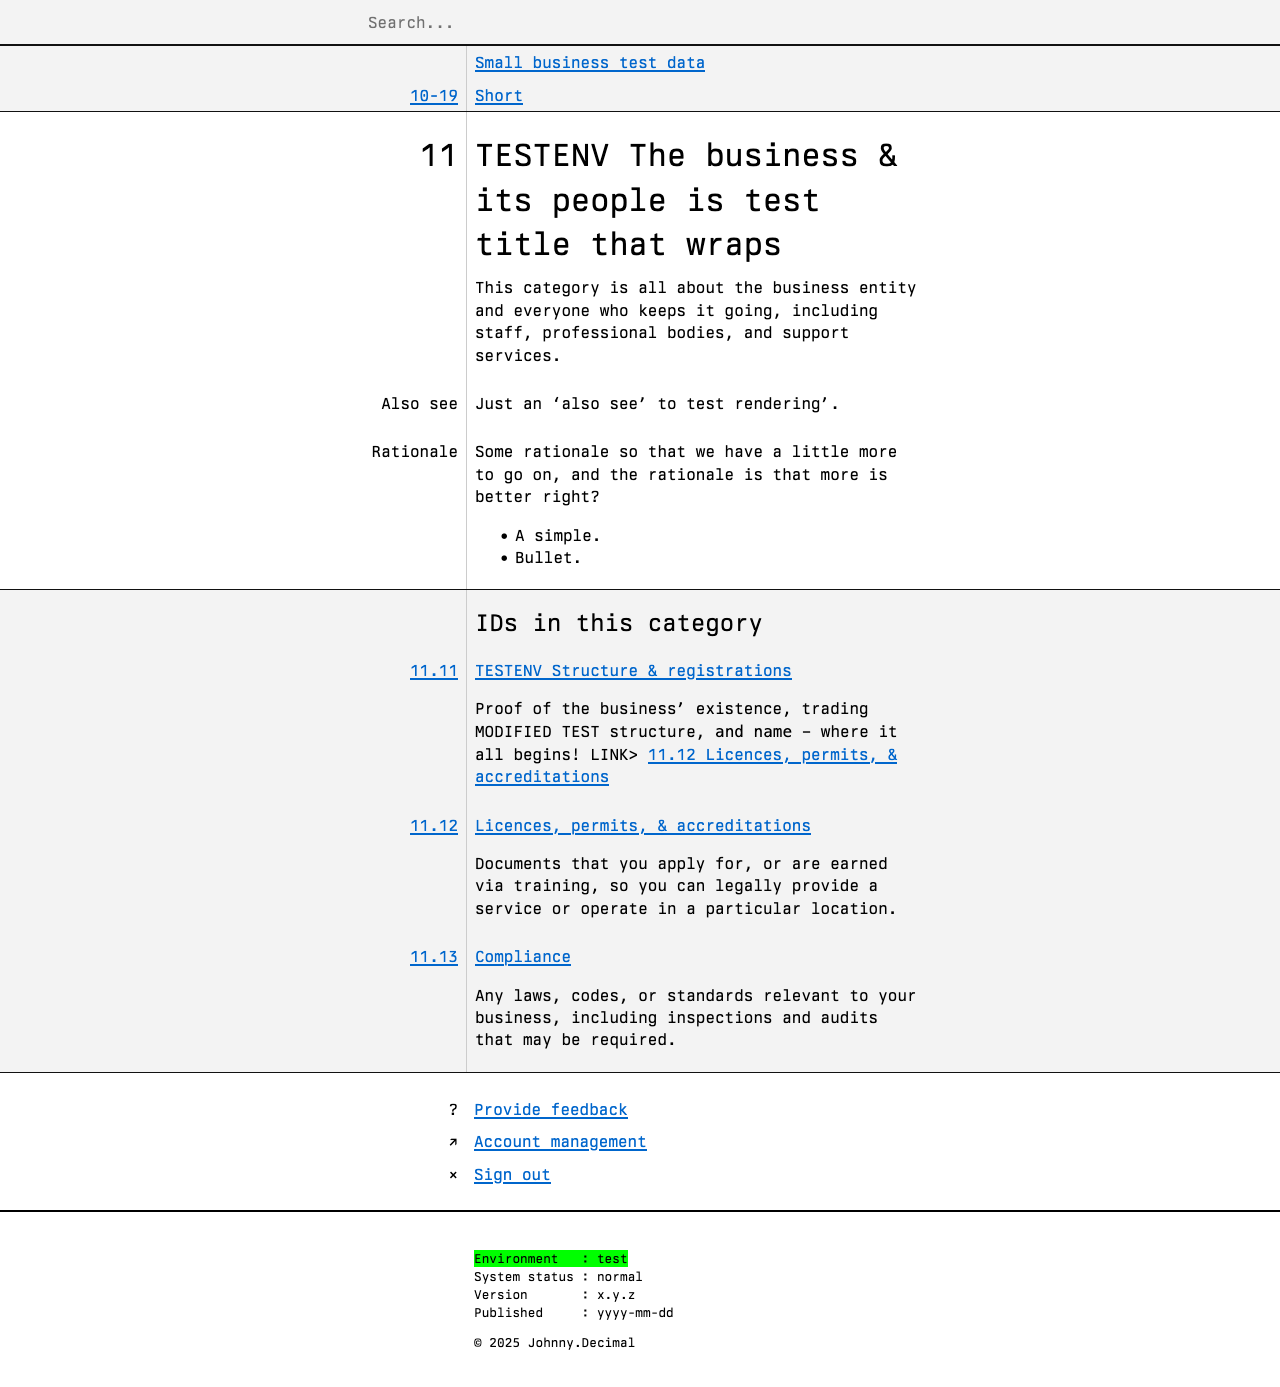 Search...
Small business test data
10-19 Short
11 TESTENV The business &
its people is test
title that wraps
This category is all about the business entity
and everyone who keeps it going, including
staff, professional bodies, and support
services.
Also see Just an ‘also see’ to test rendering’.
Rationale Some rationale so that we have a little more
to go on, and the rationale is that more is
better right?
• A simple.
• Bullet.
IDs in this category
11.11 TESTENV Structure & registrations
Proof of the business’ existence, trading
MODIFIED TEST structure, and name – where it
all begins! LINK> 11.12 Licences, permits, &
accreditations
11.12 Licences, permits, & accreditations
Documents that you apply for, or are earned
via training, so you can legally provide a
service or operate in a particular location.
11.13 Compliance
Any laws, codes, or standards relevant to your
business, including inspections and audits
that may be required.
? Provide feedback
↗ Account management
× Sign out
Environment : test
System status : normal
Version : x.y.z
Published : yyyy-mm-dd
© 2025 Johnny.Decimal